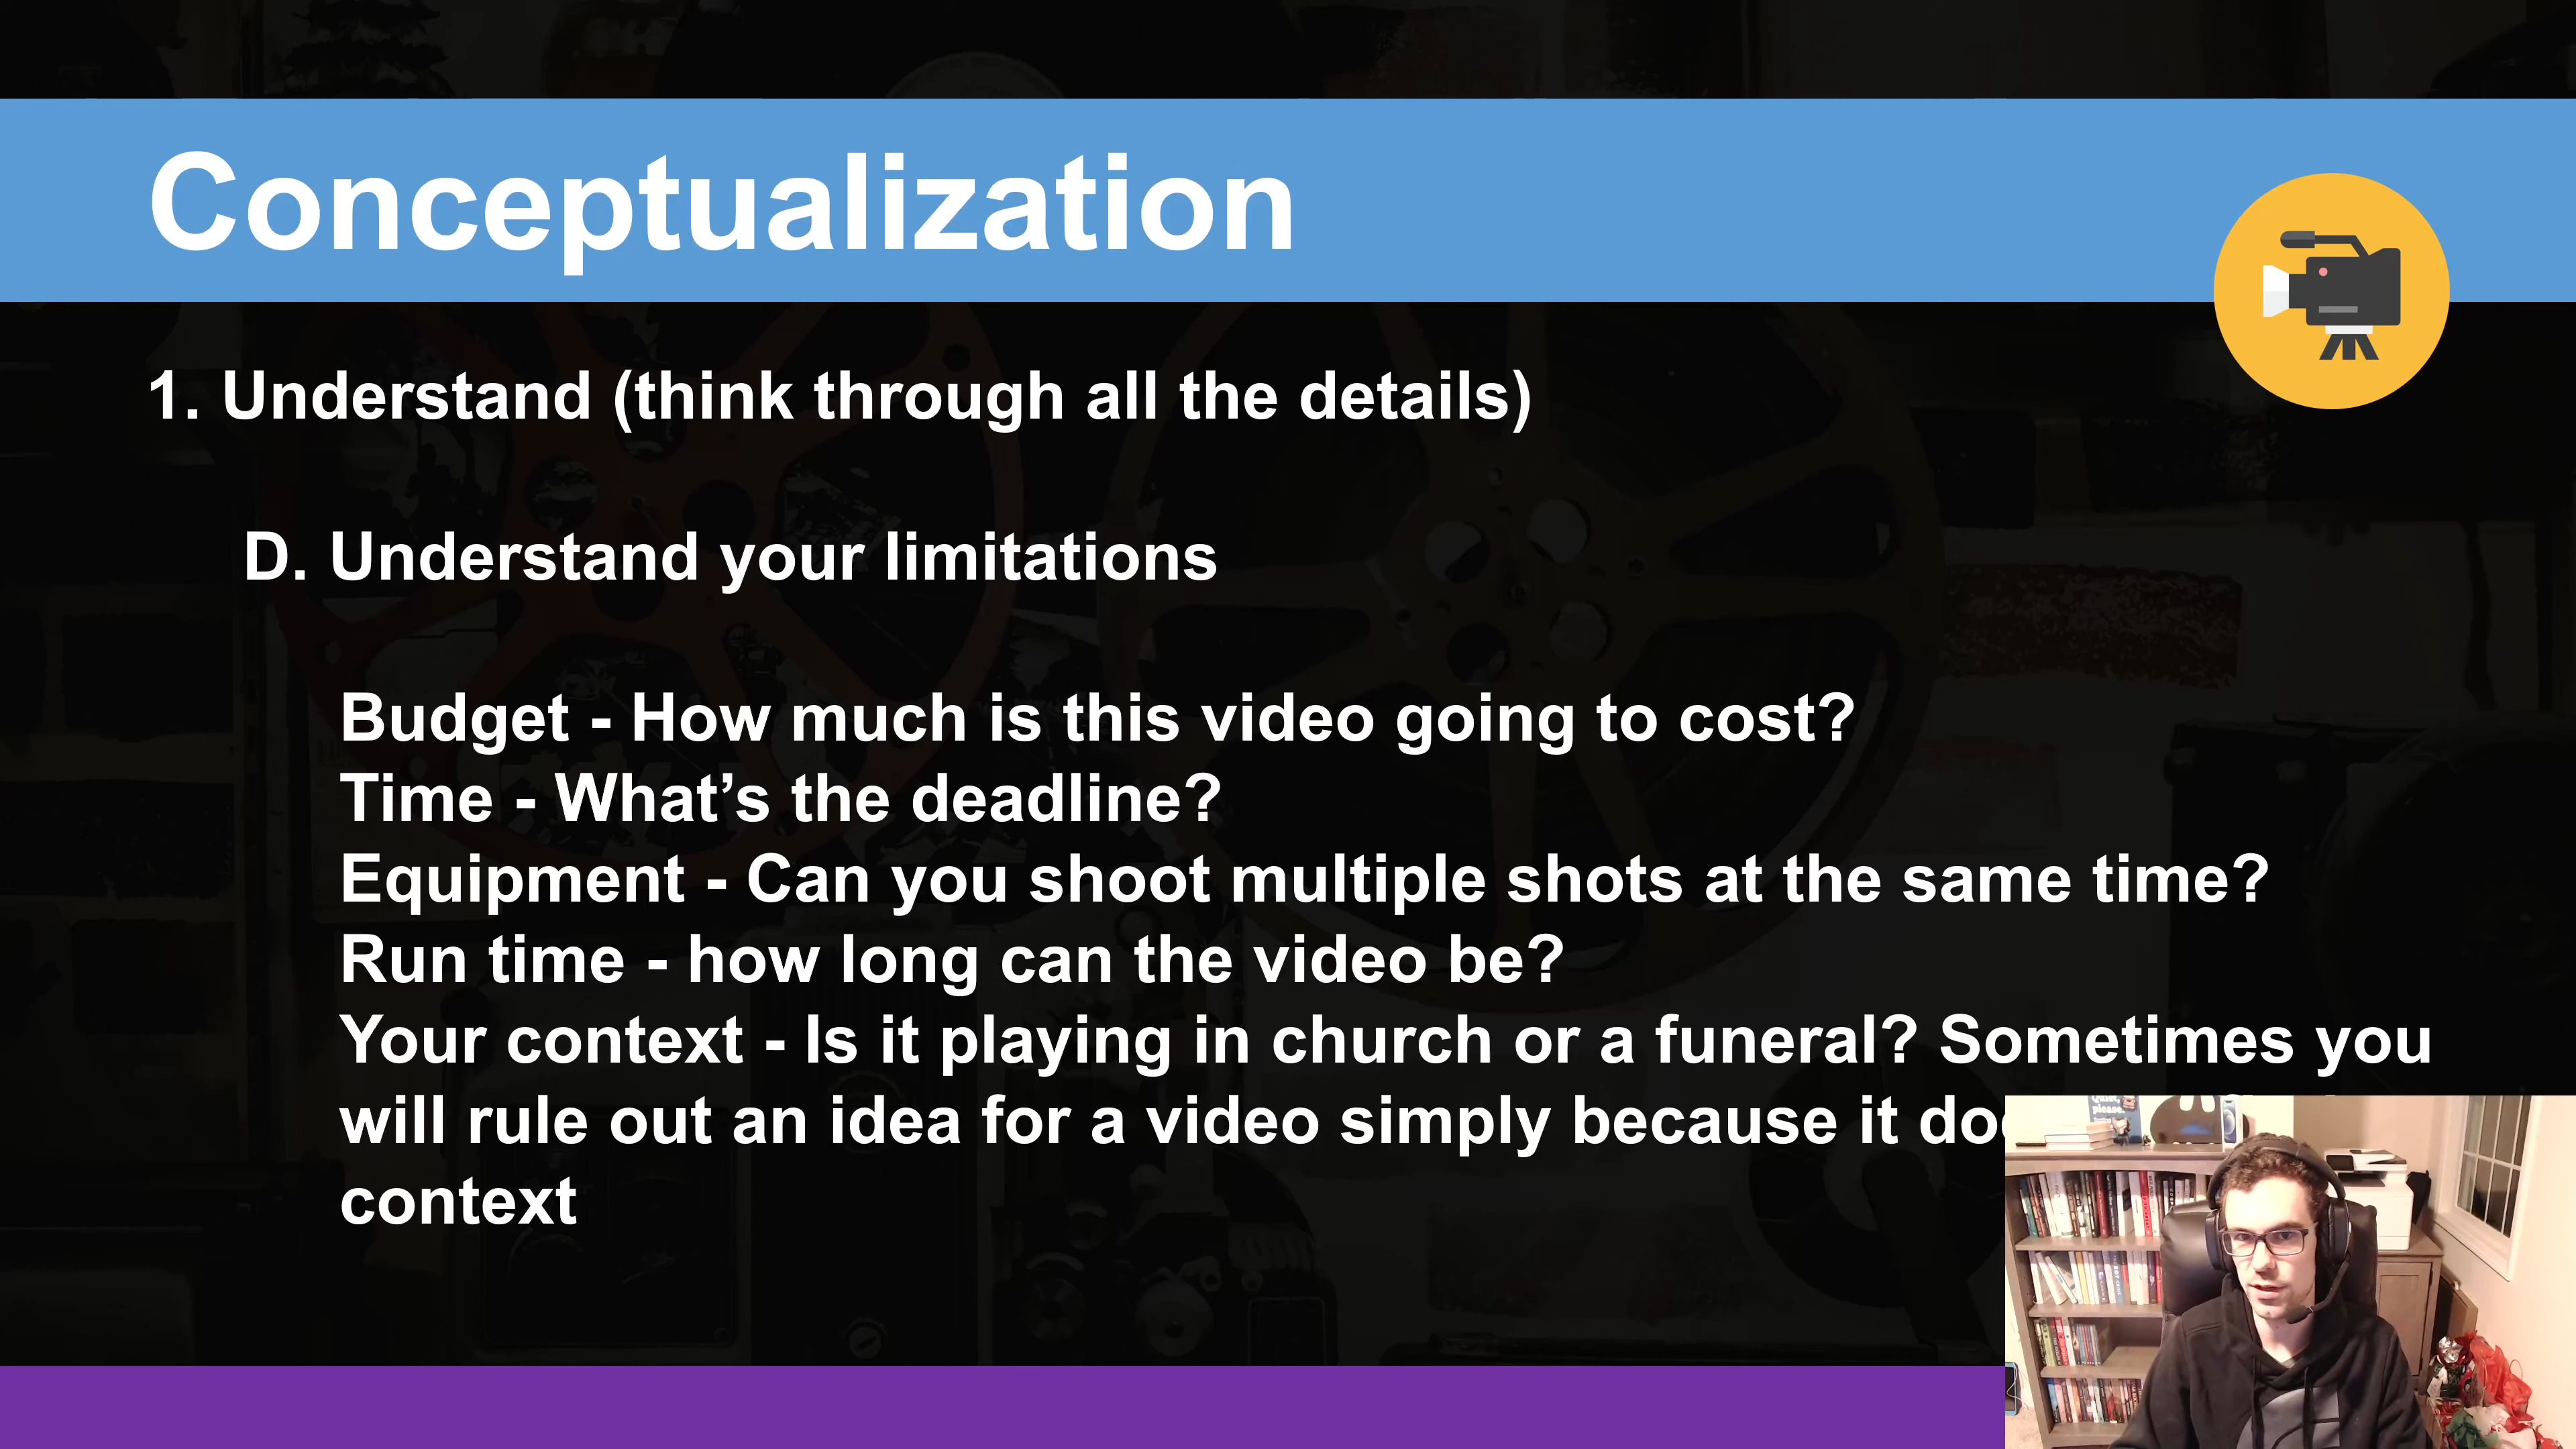 Conceptualization
1. Understand (think through all the details)
D. Understand your limitations
Budget - How much is this video going to cost?
Time - What’s the deadline?
Equipment - Can you shoot multiple shots at the same time?
Run time - how long can the video be?
Your context - Is it playing in church or a funeral? Sometimes you
will rule out an idea for a video simply because it
context
Quiet,
please.